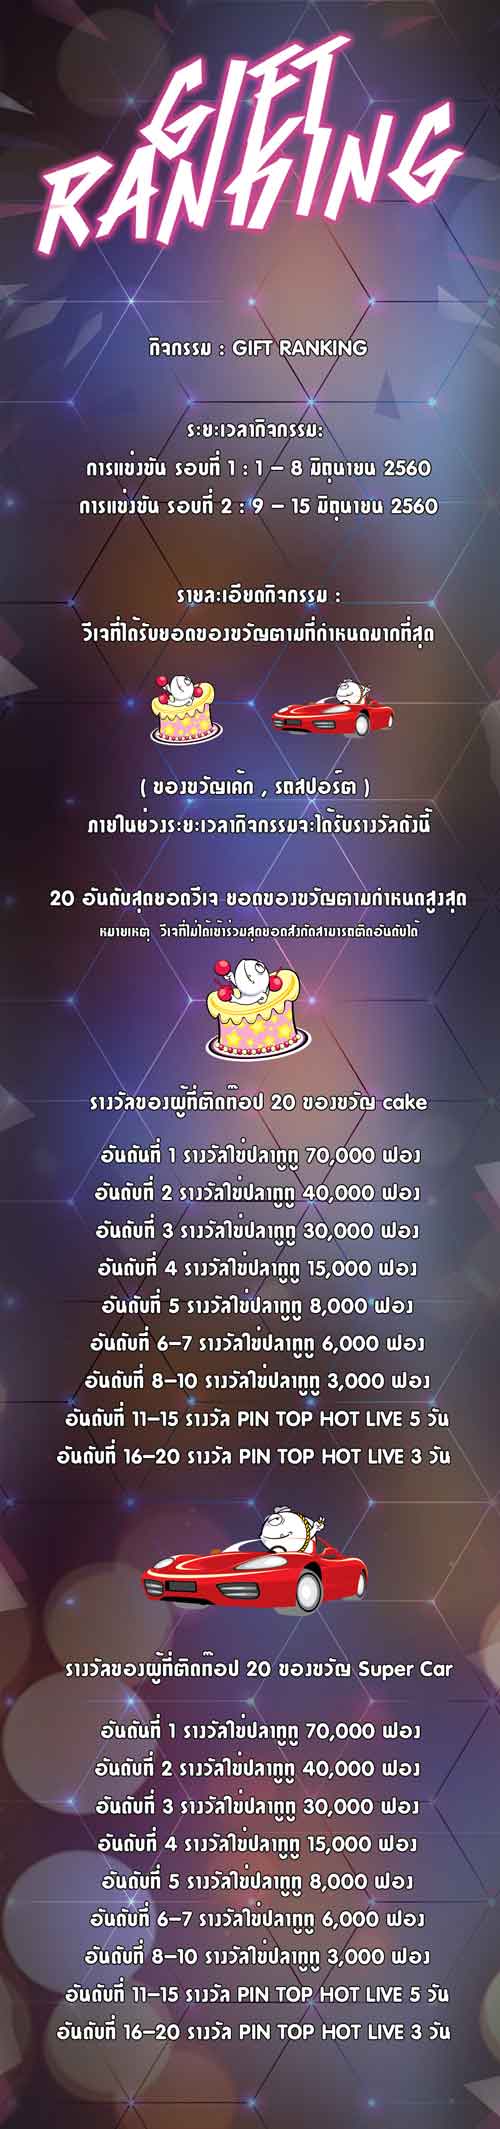 GIFT
RANKING
กิจกรรม : GIFT RANKING
ระยะเวลากิจกรรม:
การแข่งขัน รอบที่ 1 : 1 – 8 มิถุนายน 2560
การแข่งขัน รอบที่ 2 : 9 – 15 มิถุนายน 2560
รายละเอียดกิจกรรม :
วีเจที่ได้รับยอดของขวัญตามที่กำหนดมากที่สุด
( ของขวัญเค้ก , รถสปอร์ต )
ภายในช่วงระยะเวลากิจกรรมจะได้รับรางวัลดังนี้
20 อันดับสุดยอดวีเจ ยอดของขวัญตามกำหนดสูงสุด
หมายเหตุ วีเจที่ไม่ได้เข้าร่วมสุดยอดสังกัดสามารถติดอันดับได้
รางวัลของผู้ที่ติดท๊อป 20 ของขวัญ cake
อันดันที่ 1 รางวัลไข่ปลาทูทู 70,000 ฟอง
อันดับที่ 2 รางวัลไข่ปลาทูทู 40,000 ฟอง
อันดับที่ 3 รางวัลไข่ปลาทูทู 30,000 ฟอง
อันดับที่ 4 รางวัลไข่ปลาทูทู 15,000 ฟอง
อันดับที่ 5 รางวัลไข่ปลาทูทู 8,000 ฟอง
อันดับที่ 6–7 รางวัลไข่ปลาทูทู 6,000 ฟอง
อันดับที่ 8–10 รางวัลไข่ปลาทูทู 3,000 ฟอง
อันดับที่ 11–15 รางวัล PIN TOP HOT LIVE 5 วัน
อันดับที่ 16–20 รางวัล PIN TOP HOT LIVE 3 วัน
รางวัลของผู้ที่ติดท๊อป 20 ของขวัญ Super Car
อันดันที่ 1 รางวัลไข่ปลาทูทู 70,000 ฟอง
อันดับที่ 2 รางวัลไข่ปลาทูทู 40,000 ฟอง
อันดับที่ 3 รางวัลไข่ปลาทูทู 30,000 ฟอง
อันดับที่ 4 รางวัลไข่ปลาทูทู 15,000 ฟอง
อันดับที่ 5 รางวัลไข่ปลาทูทู 8,000 ฟอง
อันดับที่ 6–7 รางวัลไข่ปลาทูทู 6,000 ฟอง
อันดับที่ 8–10 รางวัลไข่ปลาทูทู 3,000 ฟอง
อันดับที่ 11–15 รางวัล PIN TOP HOT LIVE 5 วัน
อันดับที่ 16–20 รางวัล PIN TOP HOT LIVE 3 วัน